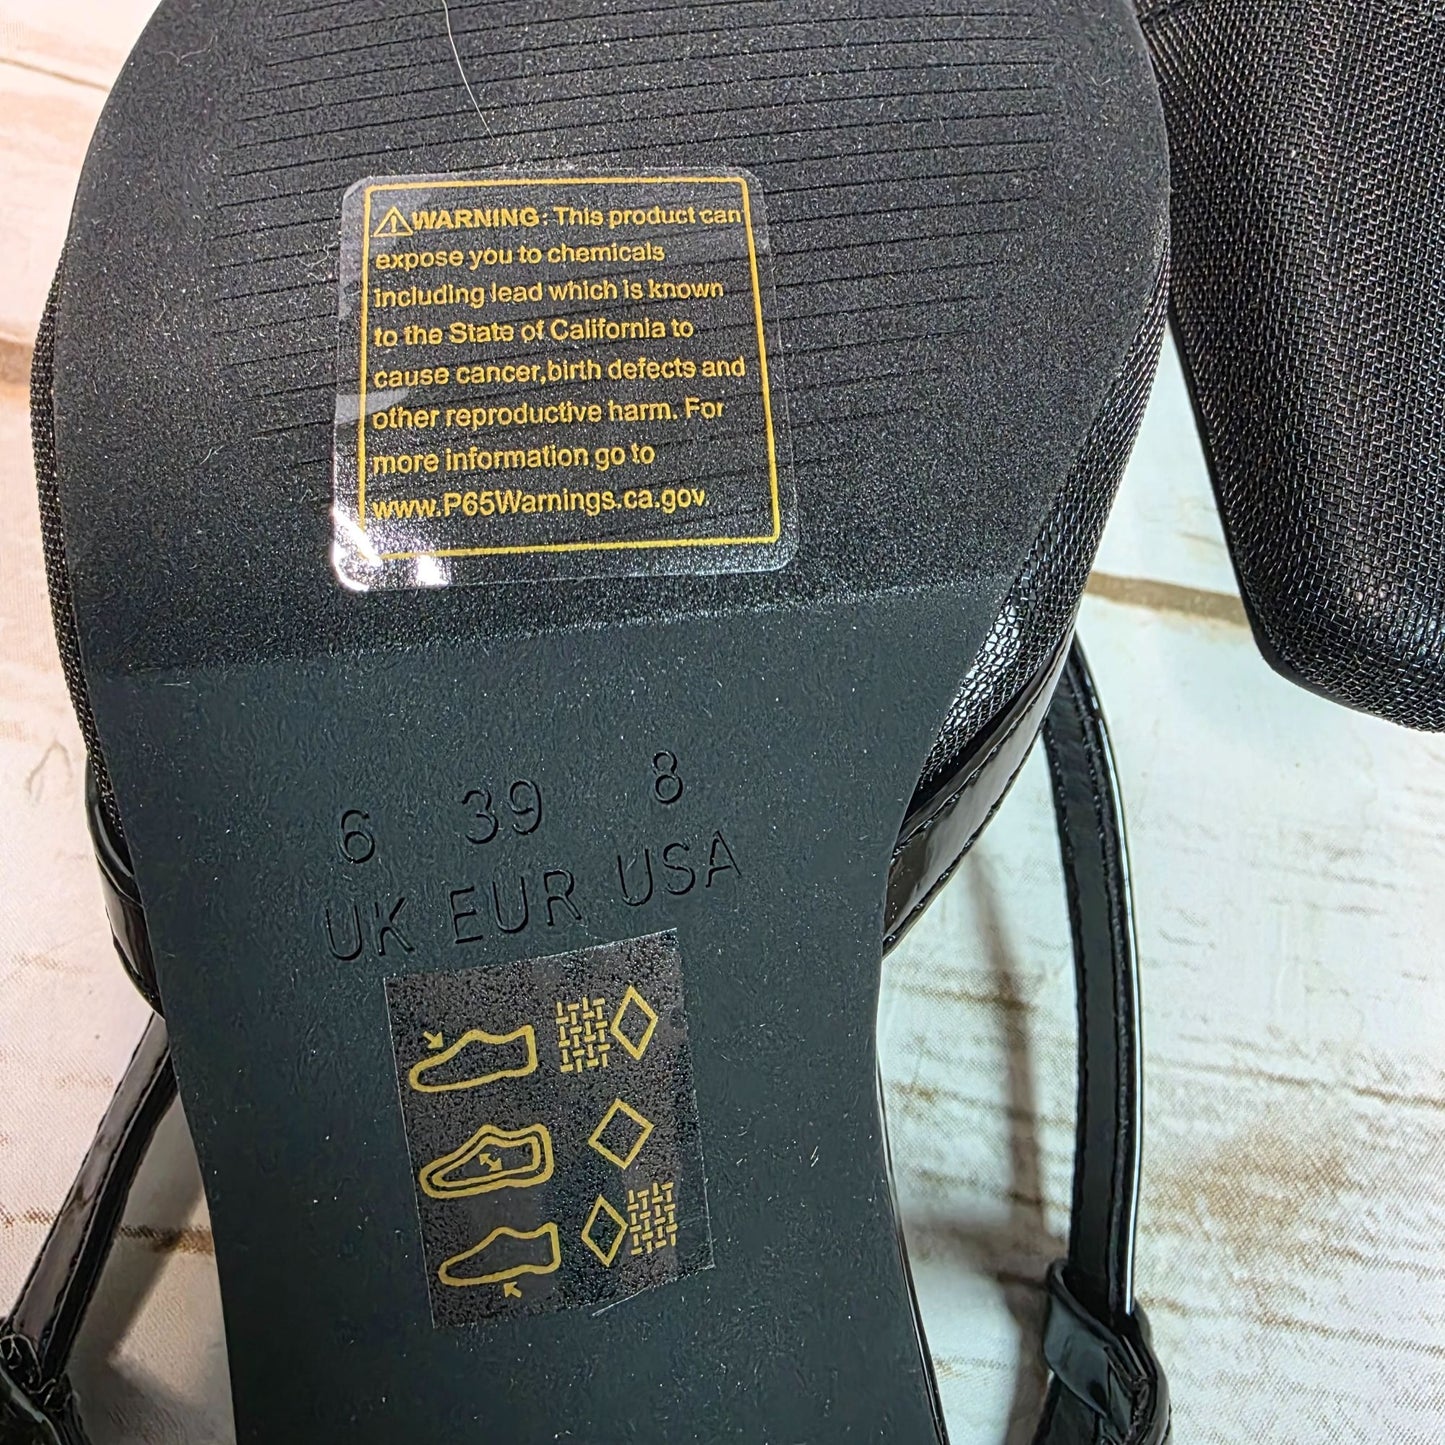 ⚠WARNING: This product can
expose you to chemicals
including lead which is known
to the State of California to
cause cancer,birth defects and
other reproductive harm. For
more information go to
www.P65Warnings.ca.gov
6 39 8
UK EUR USA